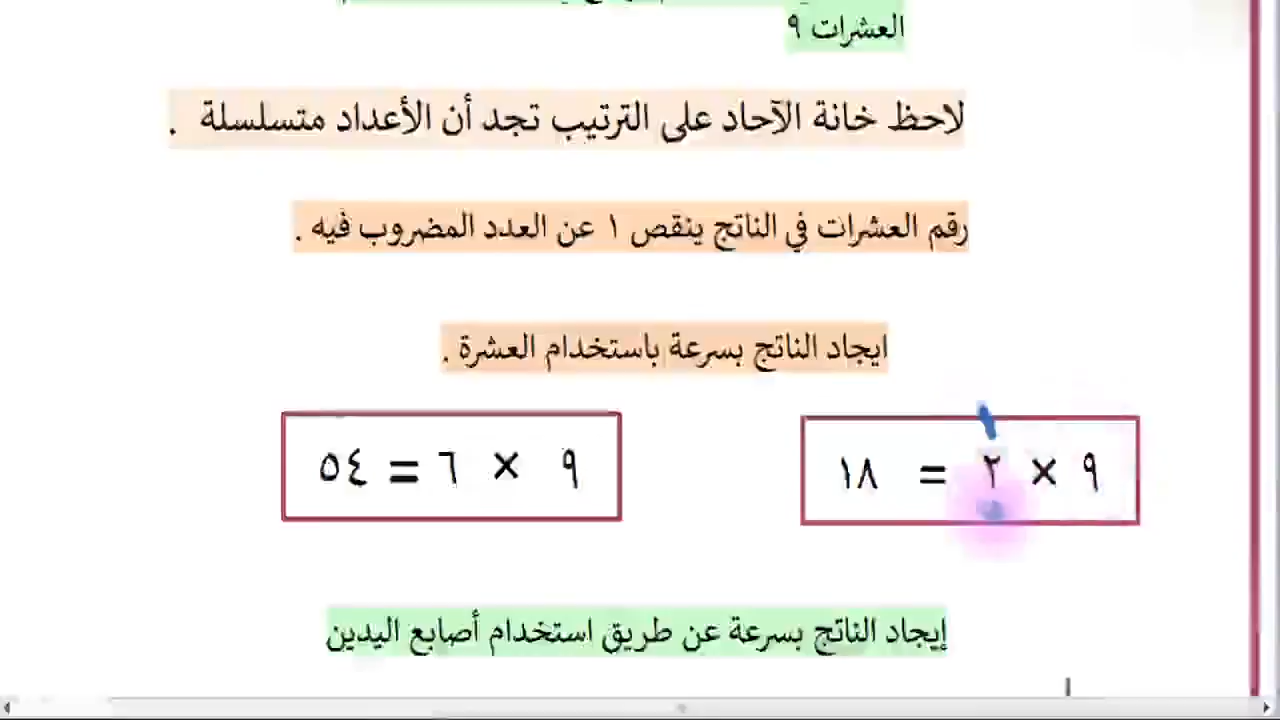 العشرات ٩
لاحظ خانة الآحاد على الترتيب تجد أن الأعداد متسلسلة .
رقم العشرات في الناتج ينقص ١ عن العدد المضروب فيه .
ايجاد الناتج بسرعة باستخدام العشرة .
٩ × ٢ = ١٨
٩ × ٦ = ٥٤
إيجاد الناتج بسرعة عن طريق استخدام أصابع اليدين